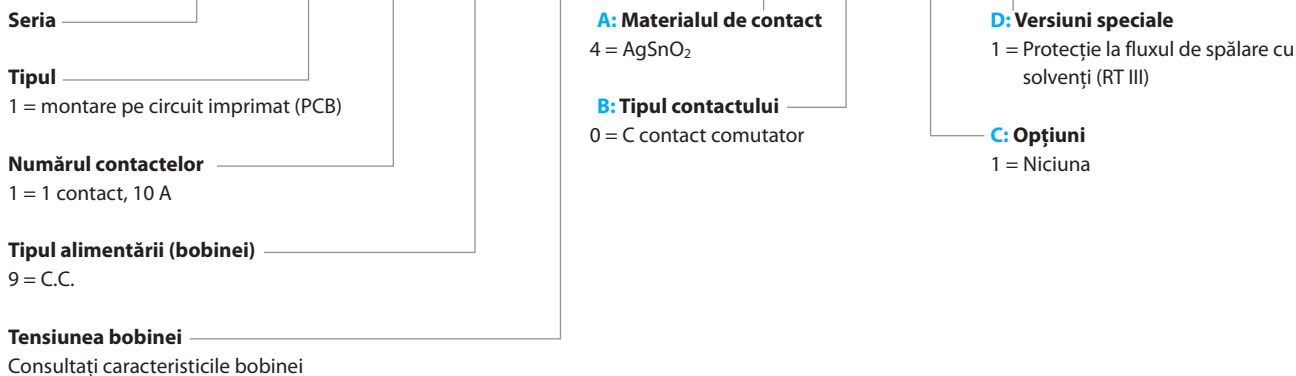 Seria
Tipul
1 = montare pe circuit imprimat (PCB)
Numărul contactelor
1 = 1 contact, 10 A
Tipul alimentării (bobinei)
9 = C.C.
Tensiunea bobinei
Consultați caracteristicile bobinei
A: Materialul de contact
4 = AgSnO₂
B: Tipul contactului
0 = C contact comutator
D: Versiuni speciale
1 = Protecție la fluxul de spălare cu
solvenți (RT III)
C: Opțiuni
1 = Niciuna